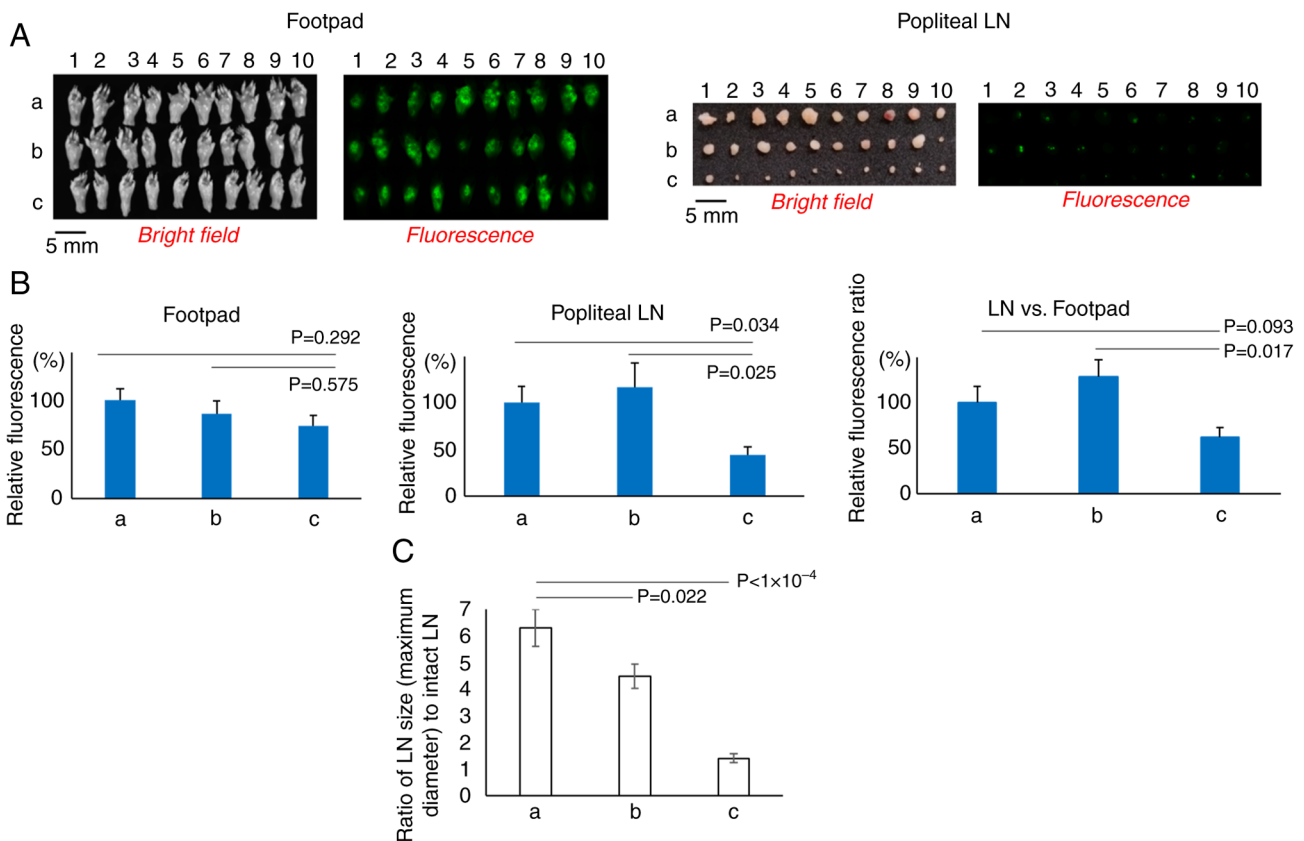 A
Footpad
Popliteal LN
1 2 3 4 5 6 7 8 9 10
1 2 3 4 5 6 7 8 9 10
1 2 3 4 5 6 7 8 9 10
1 2 3 4 5 6 7 8 9 10
a
b
c
a
b
c
5 mm
Bright field
Fluorescence
5 mm
Bright field
Fluorescence
B
Footpad
Relative fluorescence
(%)
100
50
0
P=0.292
P=0.575
a b c
Popliteal LN
Relative fluorescence
(%)
100
50
0
P=0.034
P=0.025
a b c
LN vs. Footpad
Relative fluorescence ratio
(%)
100
50
0
P=0.093
P=0.017
a b c
C
Ratio of LN size (maximum
diameter) to intact LN
7
6
5
4
3
2
1
0
P<1×10⁻⁴
P=0.022
a b c